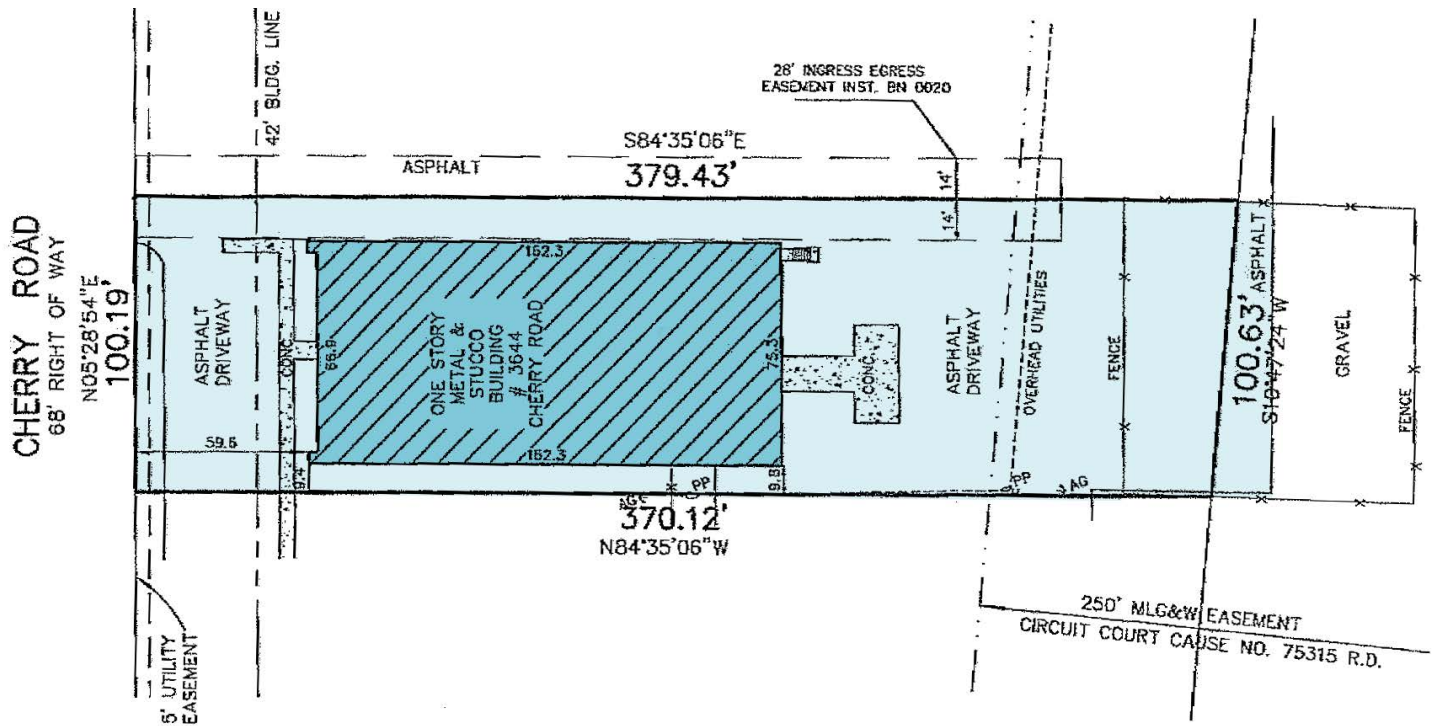 42' BLDG. LINE
28' INGRESS EGRESS
EASEMENT INST. BN 0020
S84°35'06"E
379.43'
ASPHALT
14'
14'
CHERRY ROAD
68' RIGHT OF WAY
N05°28'54"E
100.19'
ASPHALT
DRIVEWAY
CONC.
59.6
9.4
66.9
162.3
ONE STORY
METAL &
STUCCO
BUILDING
# 3644
CHERRY ROAD
162.3
75.3
9.8
CONC.
ASPHALT
DRIVEWAY
OVERHEAD UTILITIES
FENCE
100.63'
S10°47'24"W
ASPHALT
GRAVEL
FENCE
PP
PP
AG
370.12'
N84°35'06"W
5' UTILITY
EASEMENT
250' MLG&W EASEMENT
CIRCUIT COURT CAUSE NO. 75315 R.D.